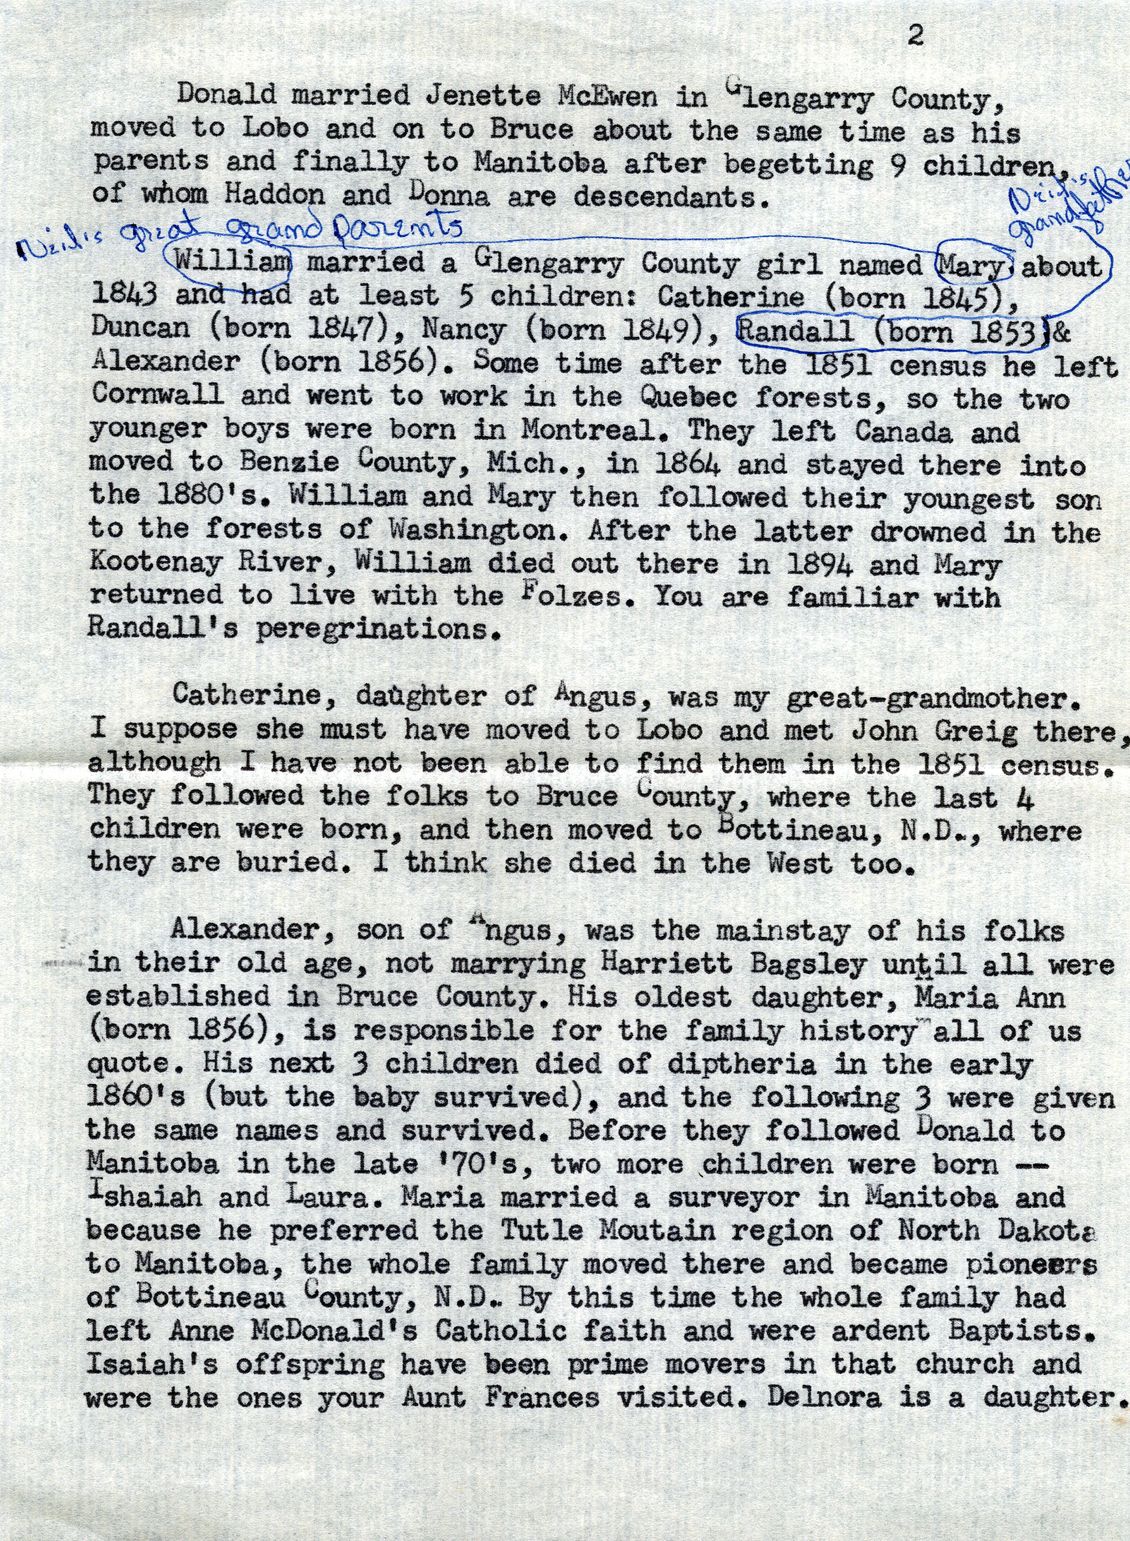 2
Donald married Jenette McEwen in Glengarry County,
moved to Lobo and on to Bruce about the same time as his
parents and finally to Manitoba after begetting 9 children,
of whom Haddon and Donna are descendants.
Neil's grandfather
Neil's great grand parents
William married a Glengarry County girl named Mary about
1843 and had at least 5 children: Catherine (born 1845),
Duncan (born 1847), Nancy (born 1849), Randall (born 1853)&
Alexander (born 1856). Some time after the 1851 census he left
Cornwall and went to work in the Quebec forests, so the two
younger boys were born in Montreal. They left Canada and
moved to Benzie County, Mich., in 1864 and stayed there into
the 1880's. William and Mary then followed their youngest son
to the forests of Washington. After the latter drowned in the
Kootenay River, William died out there in 1894 and Mary
returned to live with the Folzes. You are familiar with
Randall's peregrinations.
Catherine, daughter of Angus, was my great-grandmother.
I suppose she must have moved to Lobo and met John Greig there,
although I have not been able to find them in the 1851 census.
They followed the folks to Bruce County, where the last 4
children were born, and then moved to Bottineau, N.D., where
they are buried. I think she died in the West too.
Alexander, son of Angus, was the mainstay of his folks
in their old age, not marrying Harriett Bagsley until all were
established in Bruce County. His oldest daughter, Maria Ann
(born 1856), is responsible for the family history all of us
quote. His next 3 children died of diptheria in the early
1860's (but the baby survived), and the following 3 were given
the same names and survived. Before they followed Donald to
Manitoba in the late '70's, two more children were born --
Ishaiah and Laura. Maria married a surveyor in Manitoba and
because he preferred the Tutle Moutain region of North Dakota
to Manitoba, the whole family moved there and became pioneers
of Bottineau County, N.D. By this time the whole family had
left Anne McDonald's Catholic faith and were ardent Baptists.
Isaiah's offspring have been prime movers in that church and
were the ones your Aunt Frances visited. Delnora is a daughter.